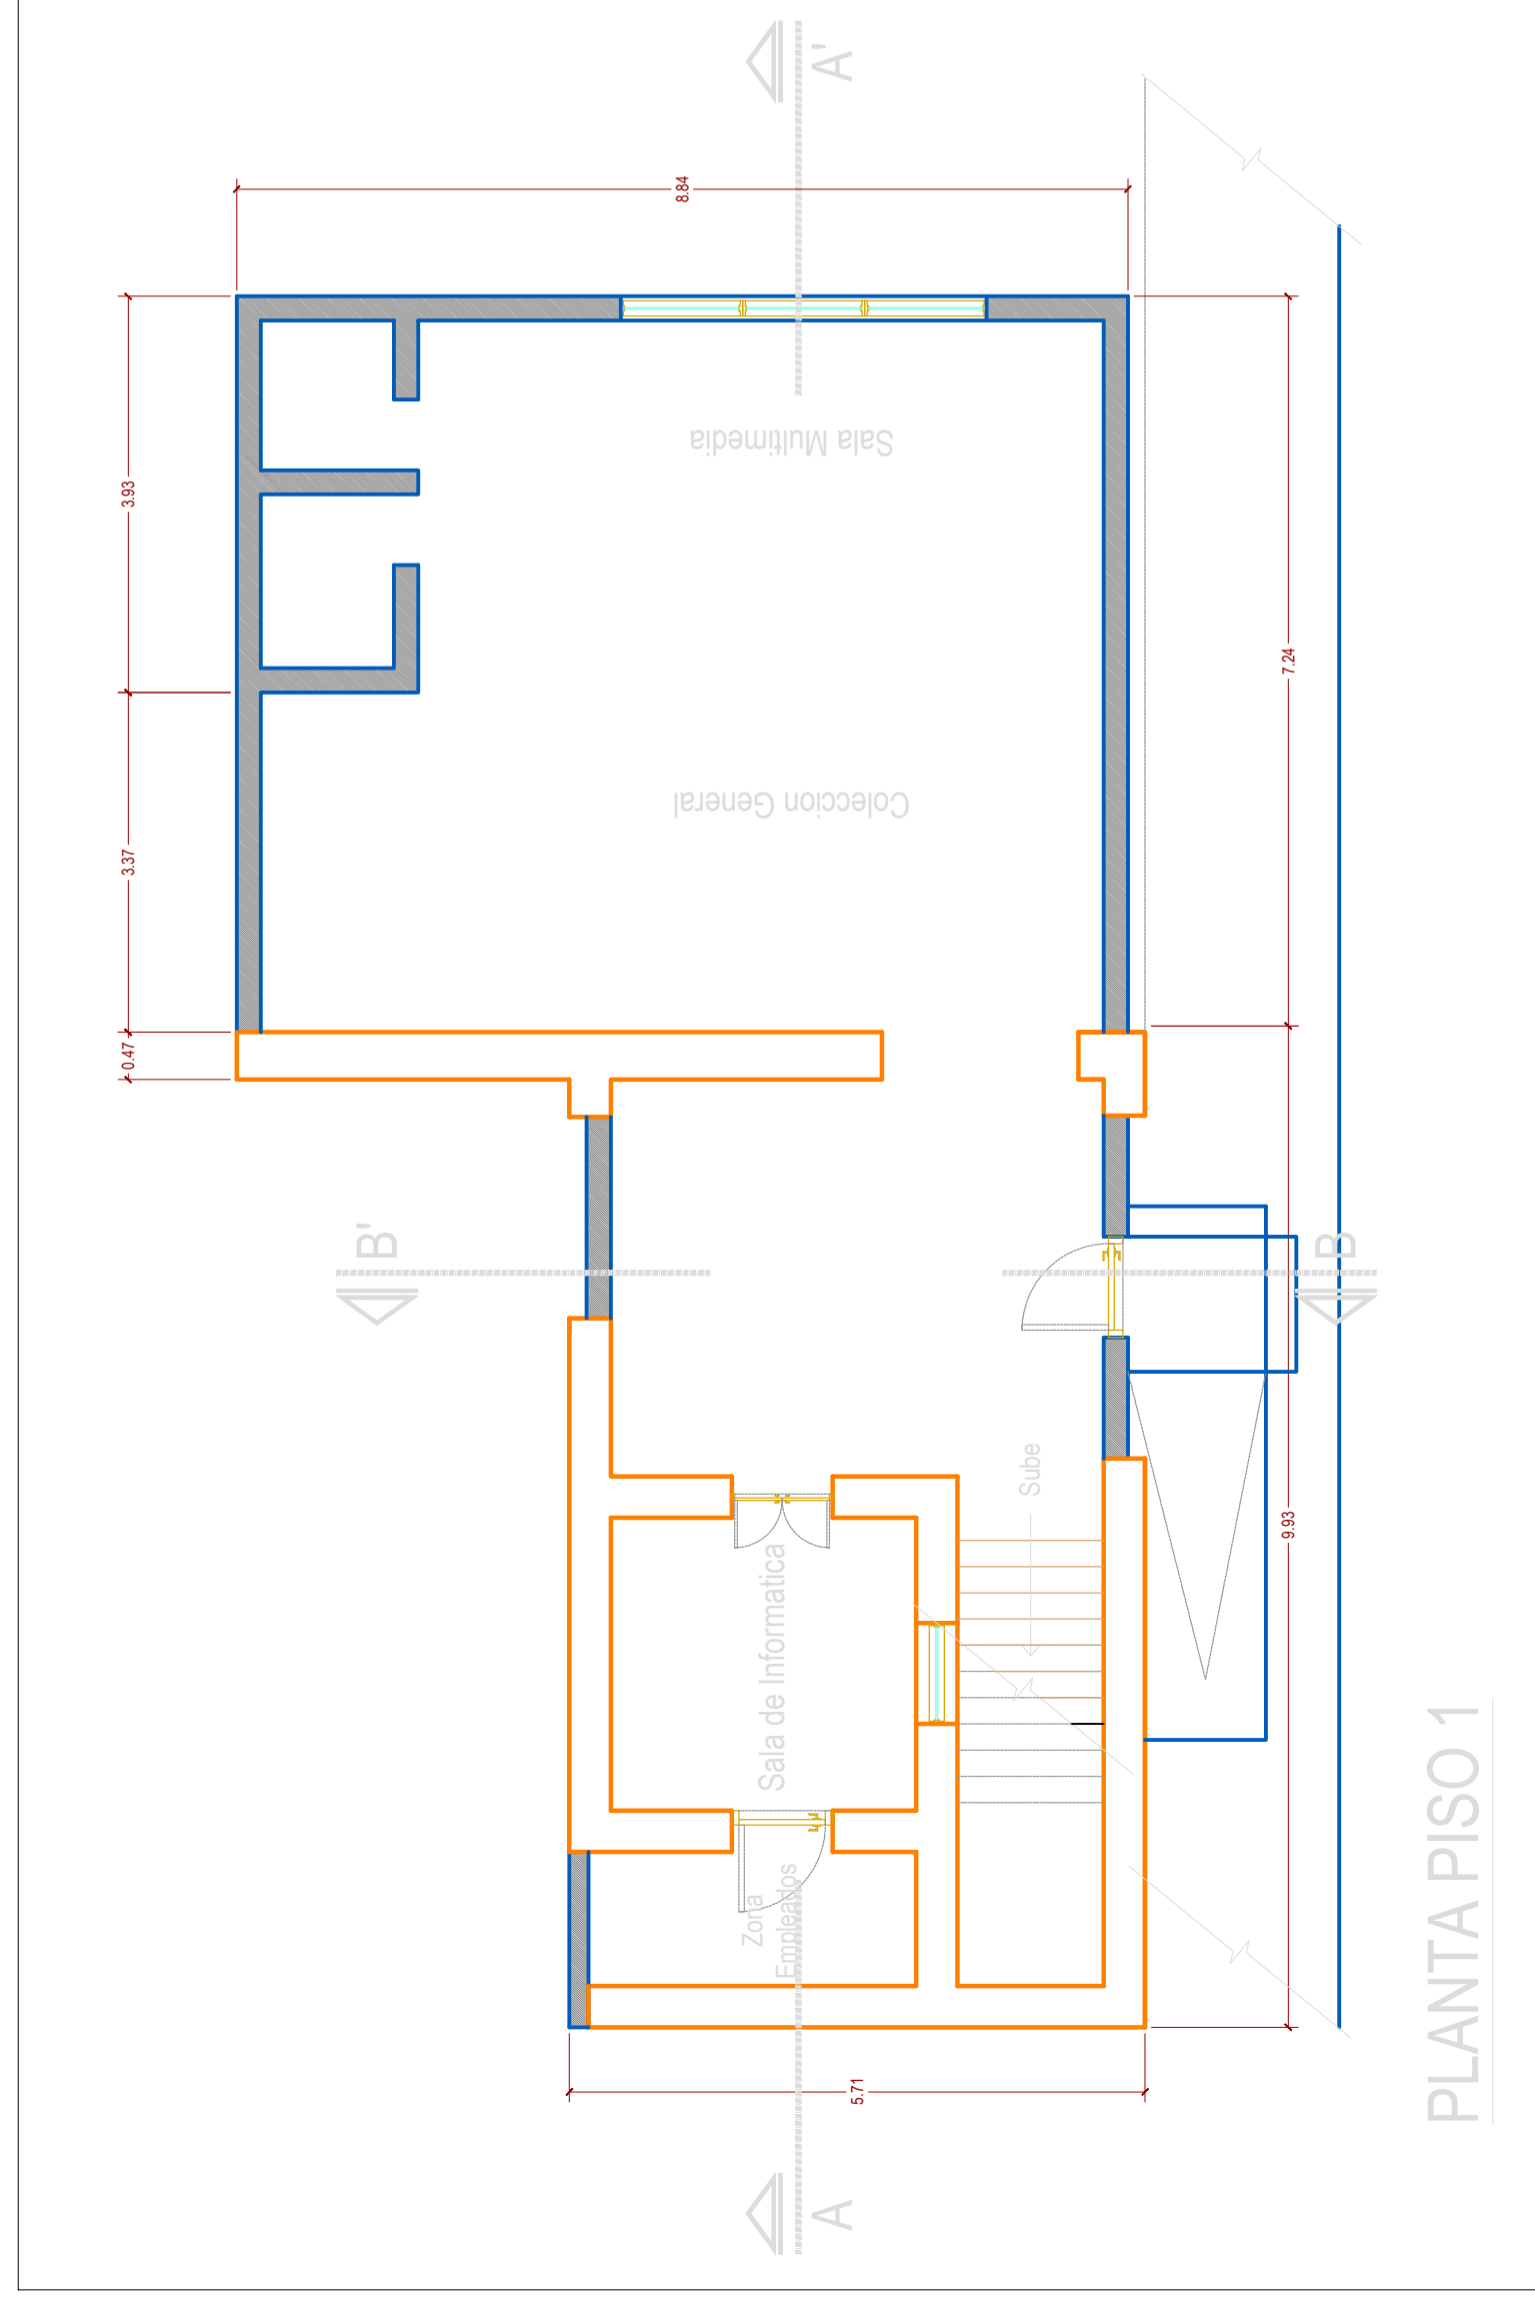 A'
8.84
3.93
Sala Multimedia
7.24
Coleccion General
3.37
0.47
B'
B
Sube
9.93
Sala de Informatica
Zona
Empleados
5.71
A
PLANTA PISO 1